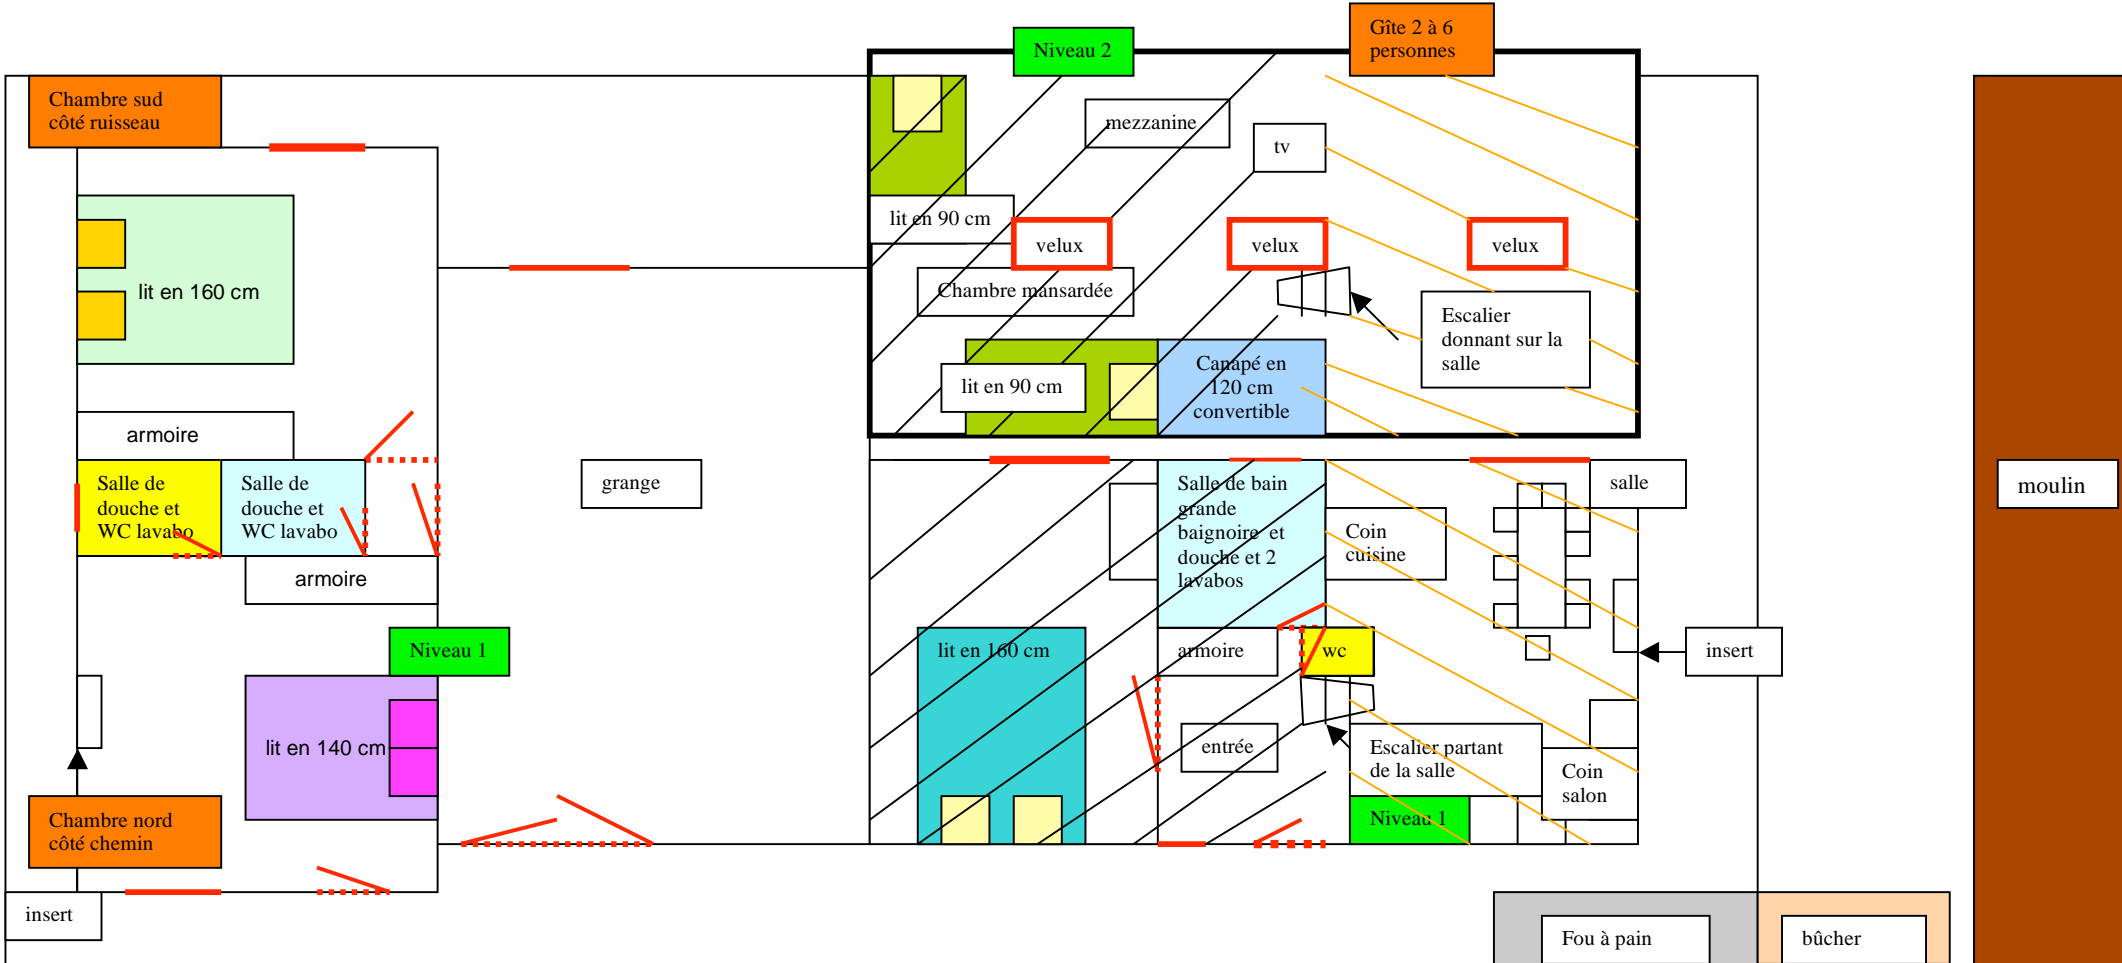 Gîte 2 à 6
personnes
Niveau 2
Chambre sud
côté ruisseau
mezzanine
tv
lit en 90 cm
velux
velux
velux
lit en 160 cm
Chambre mansardée
Escalier
donnant sur la
salle
lit en 90 cm
Canapé en
120 cm
convertible
armoire
Salle de
douche et
WC lavabo
Salle de
douche et
WC lavabo
grange
Salle de bain
grande
baignoire et
douche et 2
lavabos
Coin
cuisine
salle
moulin
armoire
Niveau 1
lit en 160 cm
armoire
wc
insert
lit en 140 cm
entrée
Escalier partant
de la salle
Coin
salon
Chambre nord
côté chemin
Niveau 1
insert
Fou à pain
bûcher